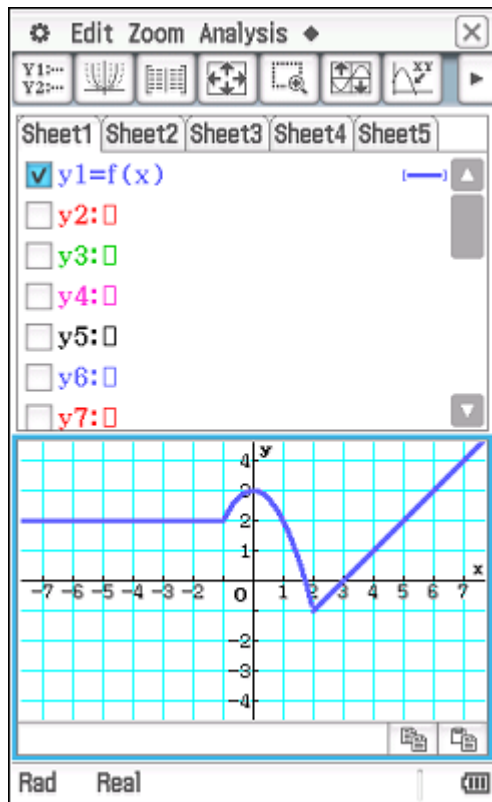 Edit Zoom Analysis ◆
Y1:···
Y2:···
XY
Sheet1 Sheet2 Sheet3 Sheet4 Sheet5
y1=f(x)
y2:▯
y3:▯
y4:▯
y5:▯
y6:▯
y7:▯
y
4
3
2
1
x
-7 -6 -5 -4 -3 -2 0 1 2 3 4 5 6 7
-2
-3
-4
Rad Real